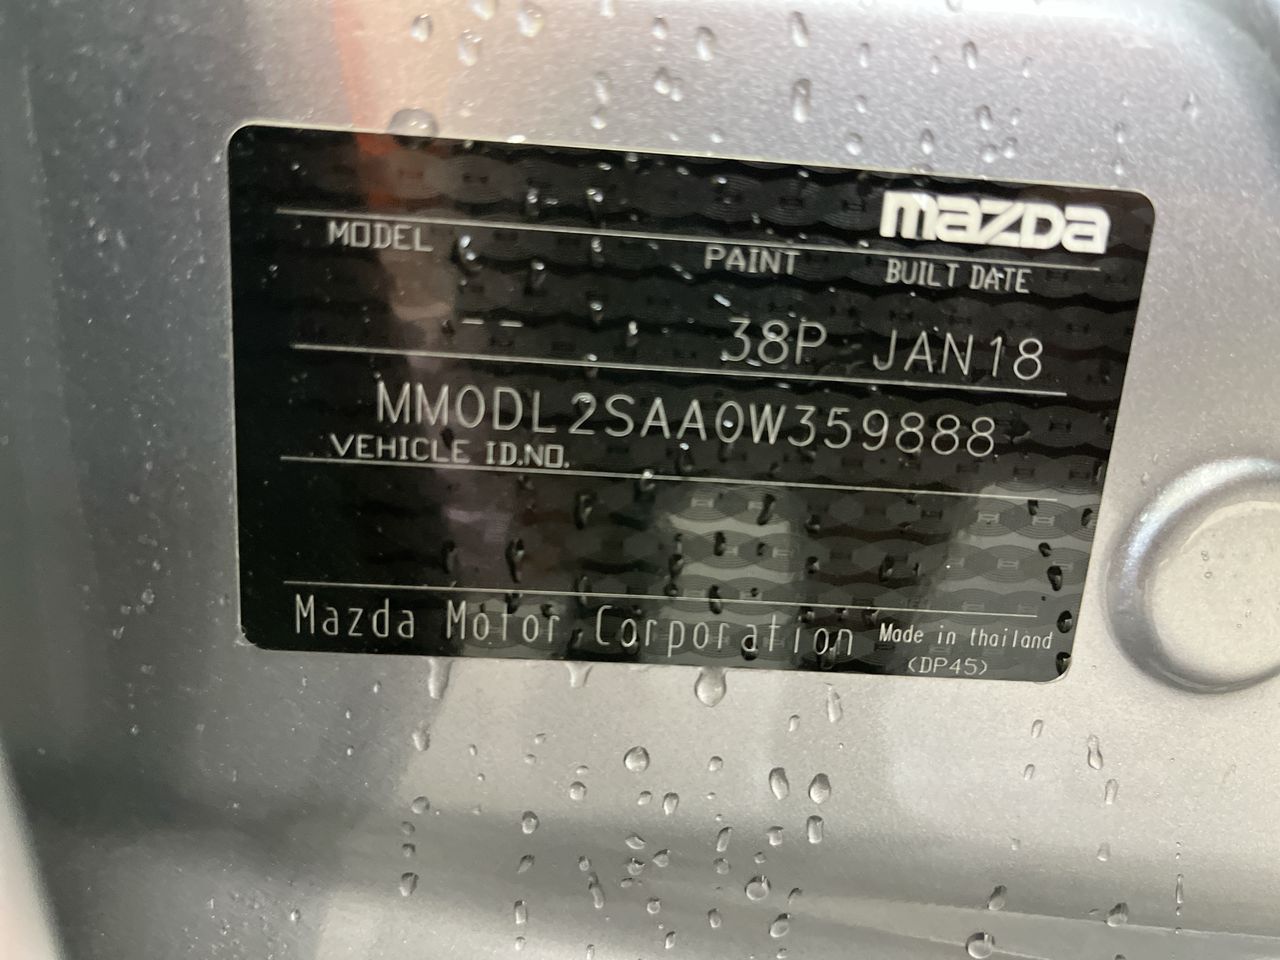 mazda
MODEL PAINT BUILT DATE
-- 38P JAN18
MM0DL2SAA0W359888
VEHICLE ID.NO.
Mazda Motor Corporation Made in thailand
(DP45)